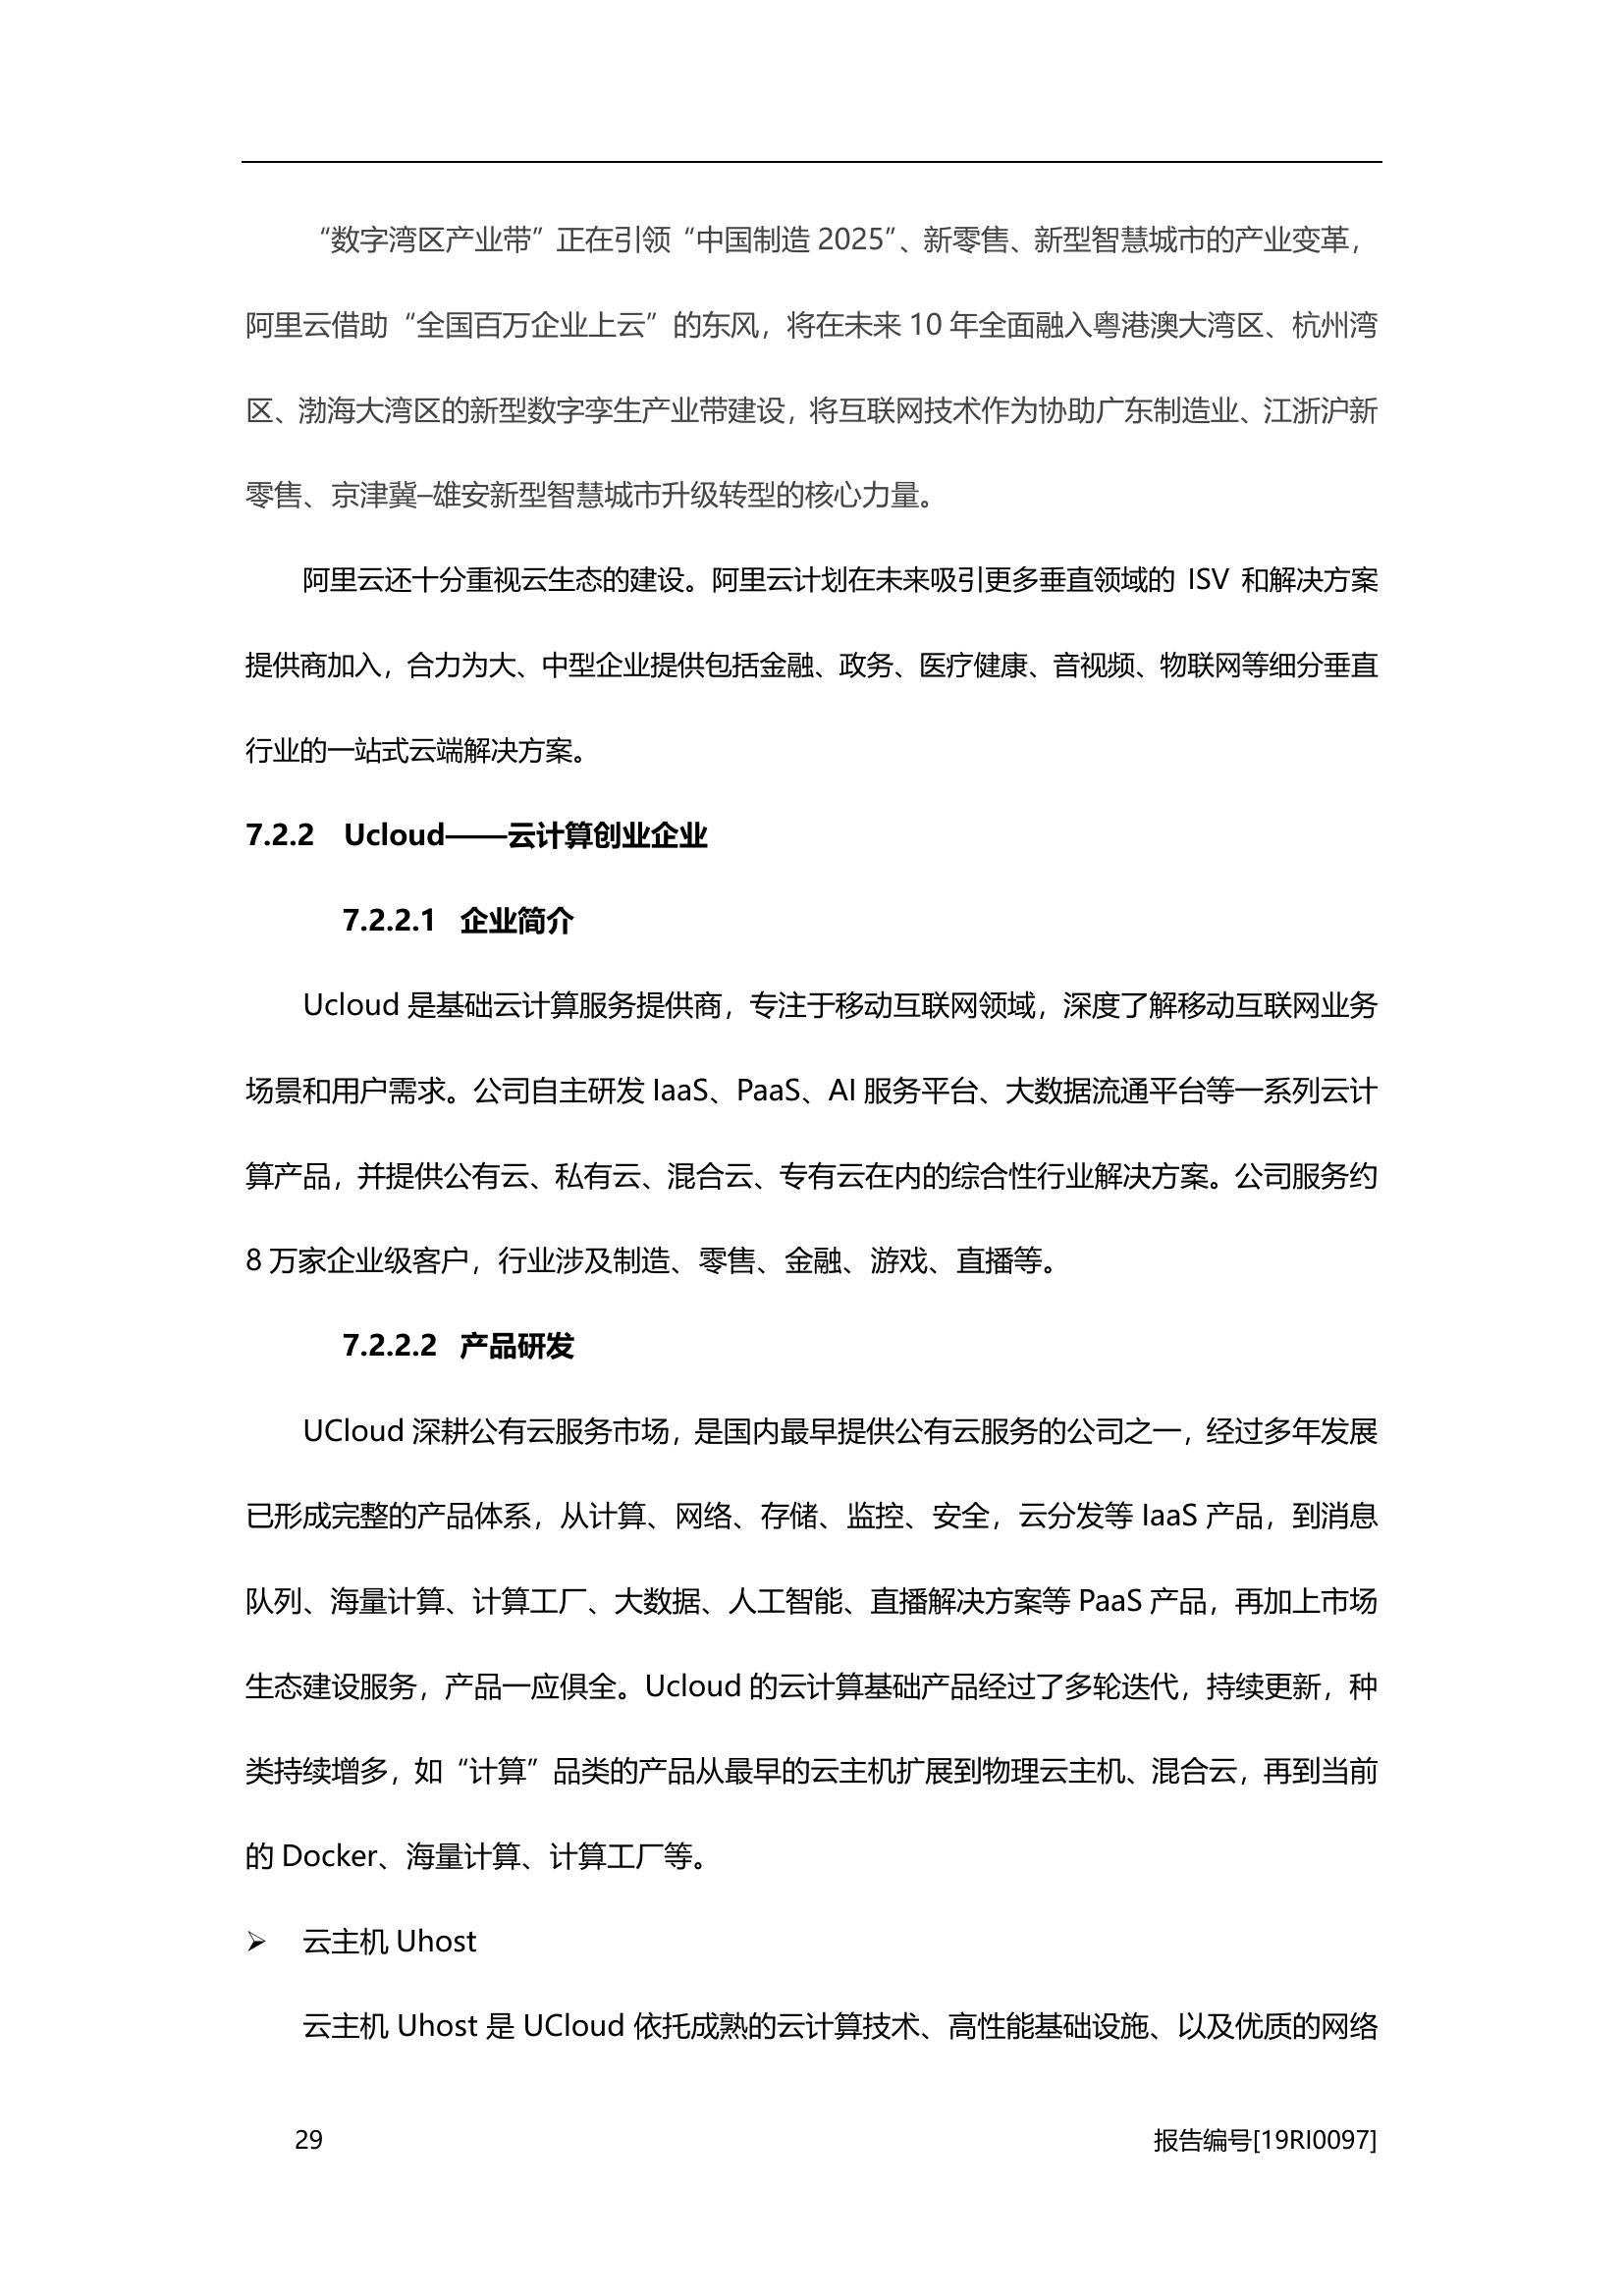 “数字湾区产业带”正在引领“中国制造 2025”、新零售、新型智慧城市的产业变革，
阿里云借助“全国百万企业上云”的东风，将在未来 10 年全面融入粤港澳大湾区、杭州湾
区、渤海大湾区的新型数字孪生产业带建设，将互联网技术作为协助广东制造业、江浙沪新
零售、京津冀–雄安新型智慧城市升级转型的核心力量。
阿里云还十分重视云生态的建设。阿里云计划在未来吸引更多垂直领域的 ISV 和解决方案
提供商加入，合力为大、中型企业提供包括金融、政务、医疗健康、音视频、物联网等细分垂直
行业的一站式云端解决方案。
7.2.2 Ucloud——云计算创业企业
7.2.2.1 企业简介
Ucloud 是基础云计算服务提供商，专注于移动互联网领域，深度了解移动互联网业务
场景和用户需求。公司自主研发 IaaS、PaaS、AI 服务平台、大数据流通平台等一系列云计
算产品，并提供公有云、私有云、混合云、专有云在内的综合性行业解决方案。公司服务约
8 万家企业级客户，行业涉及制造、零售、金融、游戏、直播等。
7.2.2.2 产品研发
UCloud 深耕公有云服务市场，是国内最早提供公有云服务的公司之一，经过多年发展
已形成完整的产品体系，从计算、网络、存储、监控、安全，云分发等 IaaS 产品，到消息
队列、海量计算、计算工厂、大数据、人工智能、直播解决方案等 PaaS 产品，再加上市场
生态建设服务，产品一应俱全。Ucloud 的云计算基础产品经过了多轮迭代，持续更新，种
类持续增多，如“计算”品类的产品从最早的云主机扩展到物理云主机、混合云，再到当前
的 Docker、海量计算、计算工厂等。
➢ 云主机 Uhost
云主机 Uhost 是 UCloud 依托成熟的云计算技术、高性能基础设施、以及优质的网络
29 报告编号[19RI0097]